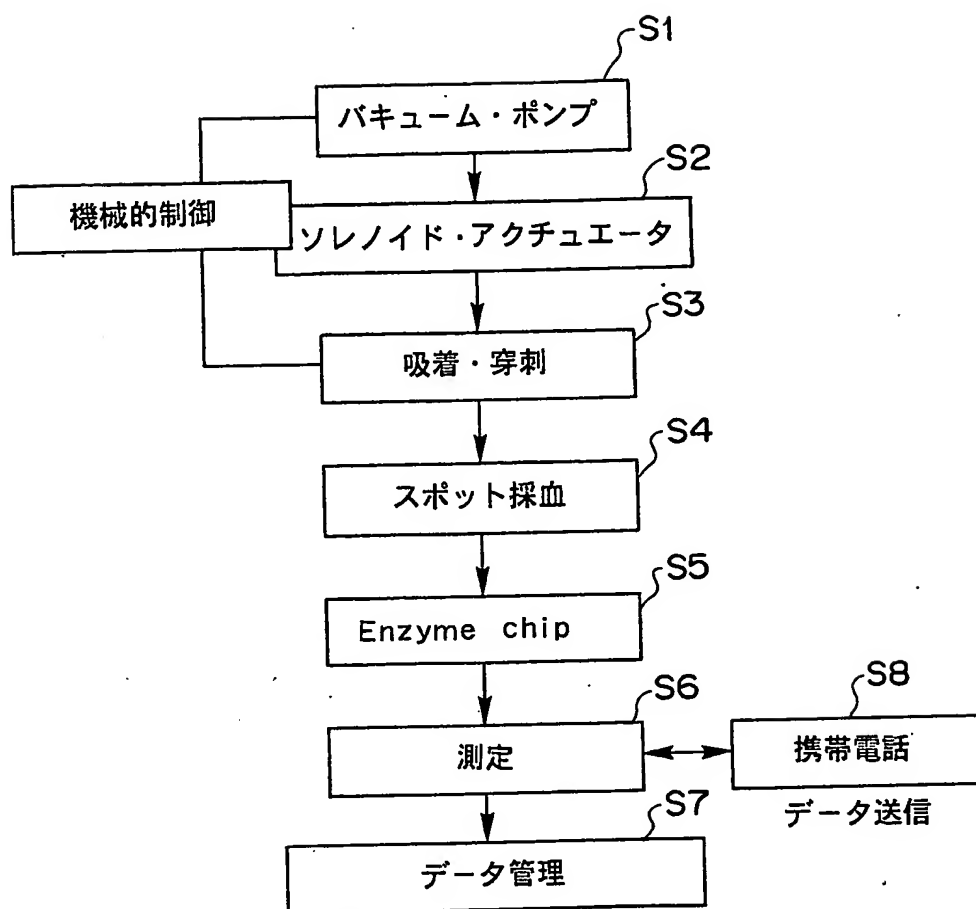 S1
バキューム・ポンプ
S2
機械的制御
ソレノイド・アクチュエータ
S3
吸着・穿刺
S4
スポット採血
S5
Enzyme chip
S6
測定
S8
携帯電話
データ送信
S7
データ管理